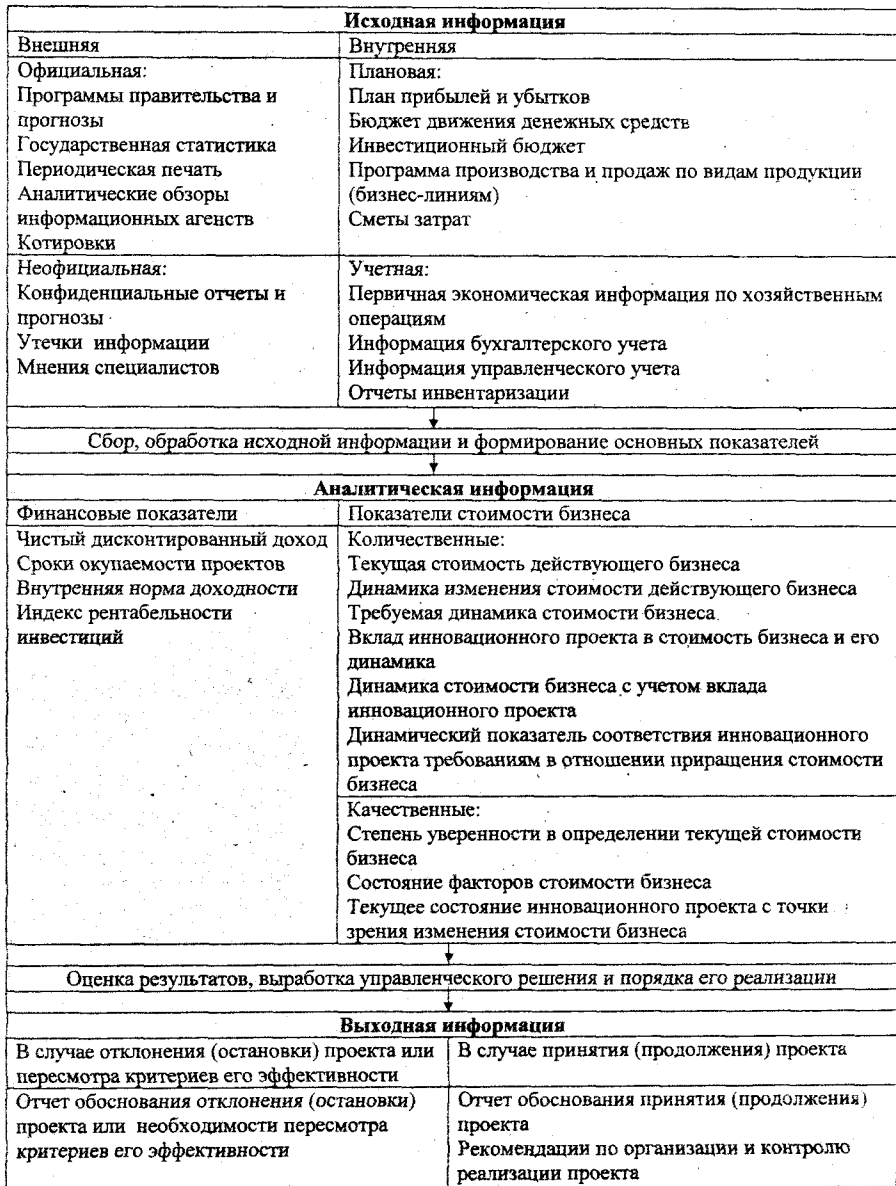 Исходная информация
Внешняя
Внутренняя
Официальная:
Программы правительства и
прогнозы
Государственная статистика
Периодическая печать
Аналитические обзоры
информационных агенств
Котировки
Плановая:
План прибылей и убытков
Бюджет движения денежных средств
Инвестиционный бюджет
Программа производства и продаж по видам продукции
(бизнес-линиям)
Сметы затрат
Неофициальная:
Конфиденциальные отчеты и
прогнозы
Утечки информации
Мнения специалистов
Учетная:
Первичная экономическая информация по хозяйственным
операциям
Информация бухгалтерского учета
Информация управленческого учета
Отчеты инвентаризации
Сбор, обработка исходной информации и формирование основных показателей
Аналитическая информация
Финансовые показатели
Показатели стоимости бизнеса
Чистый дисконтированный доход
Сроки окупаемости проектов
Внутренняя норма доходности
Индекс рентабельности
инвестиций
Количественные:
Текущая стоимость действующего бизнеса
Динамика изменения стоимости действующего бизнеса
Требуемая динамика стоимости бизнеса
Вклад инновационного проекта в стоимость бизнеса и его
динамика
Динамика стоимости бизнеса с учетом вклада
инновационного проекта
Динамический показатель соответствия инновационного
проекта требованиям в отношении приращения стоимости
бизнеса
Качественные:
Степень уверенности в определении текущей стоимости
бизнеса
Состояние факторов стоимости бизнеса
Текущее состояние инновационного проекта с точки
зрения изменения стоимости бизнеса
Оценка результатов, выработка управленческого решения и порядка его реализации
Выходная информация
В случае отклонения (остановки) проекта или
пересмотра критериев его эффективности
В случае принятия (продолжения) проекта
Отчет обоснования отклонения (остановки)
проекта или необходимости пересмотра
критериев его эффективности
Отчет обоснования принятия (продолжения)
проекта
Рекомендации по организации и контролю
реализации проекта